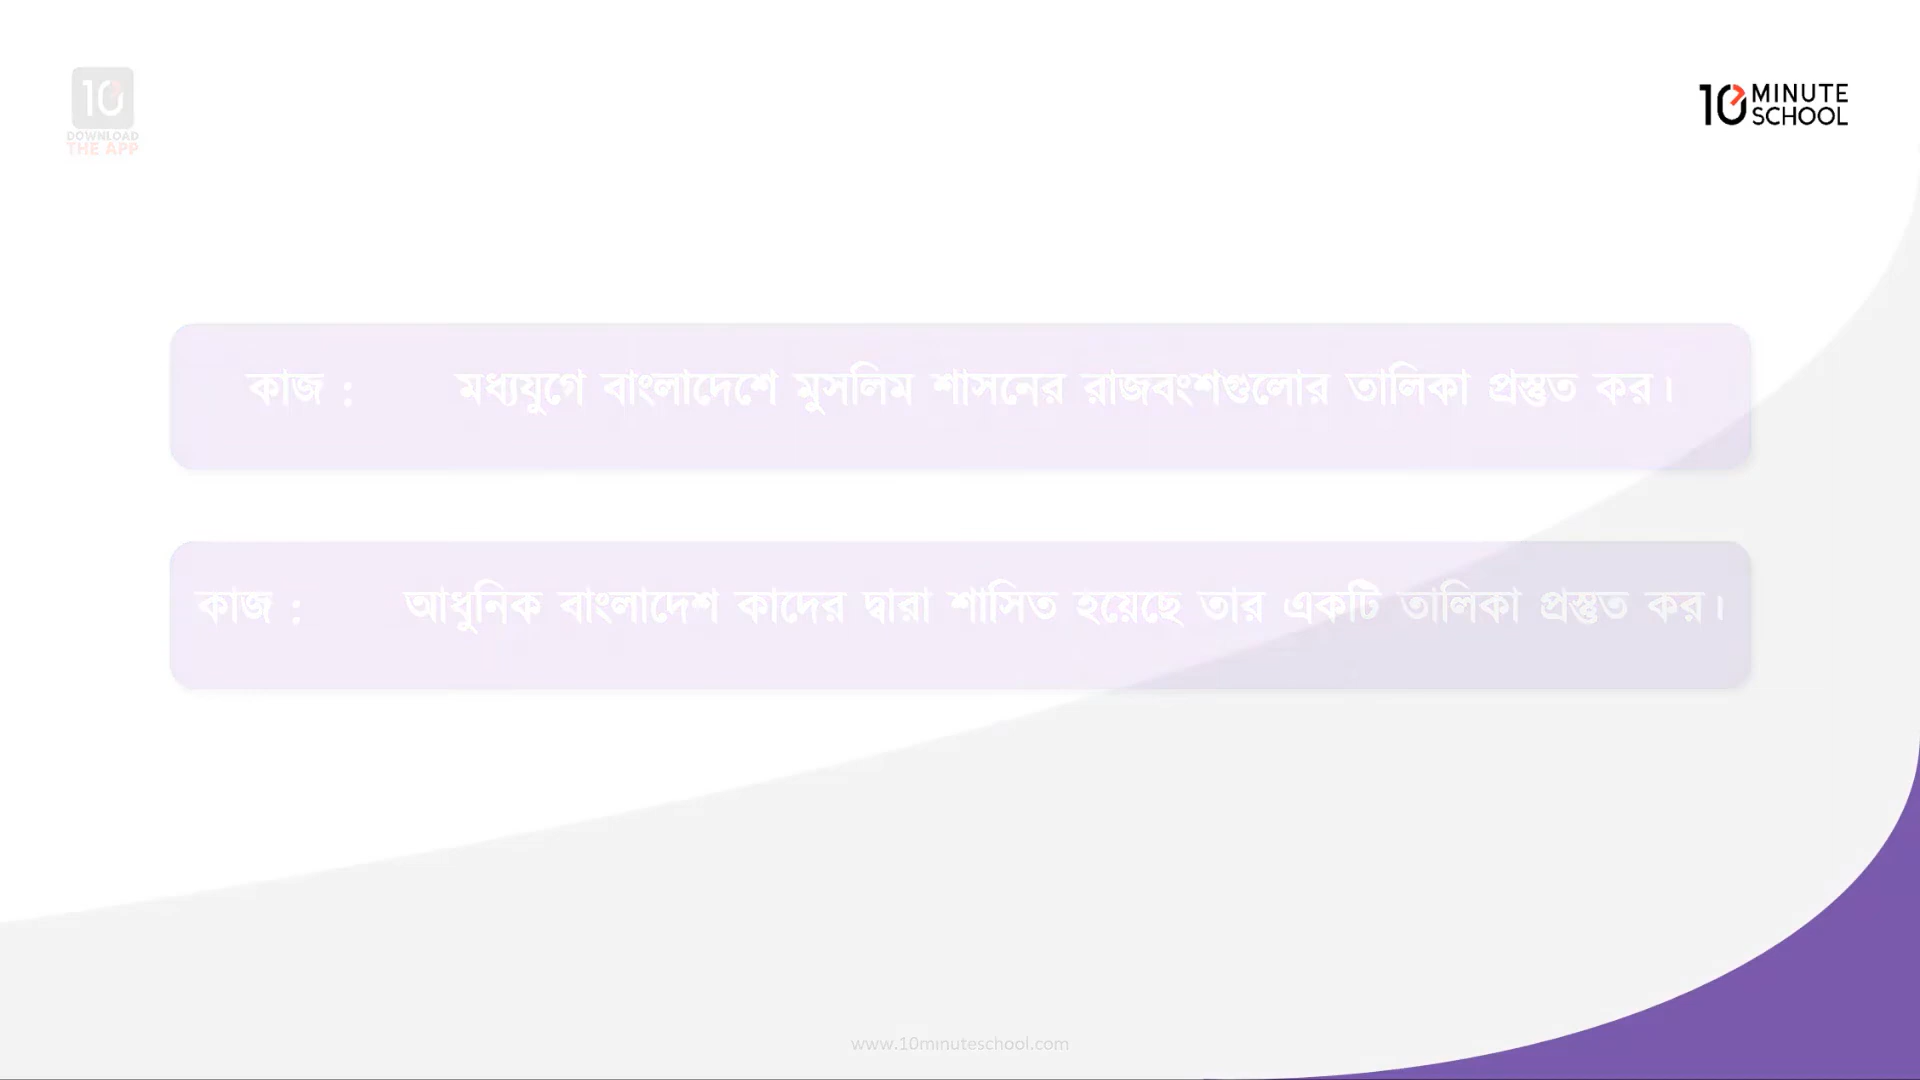 10
DOWNLOAD
THE APP
10 MINUTE
SCHOOL
কাজ : মধ্যযুগে বাংলাদেশে মুসলিম শাসনের রাজবংশগুলোর তালিকা প্রস্তুত কর।
কাজ : আধুনিক বাংলাদেশ কাদের দ্বারা শাসিত হয়েছে তার একটি তালিকা প্রস্তুত কর।
www.10minuteschool.com